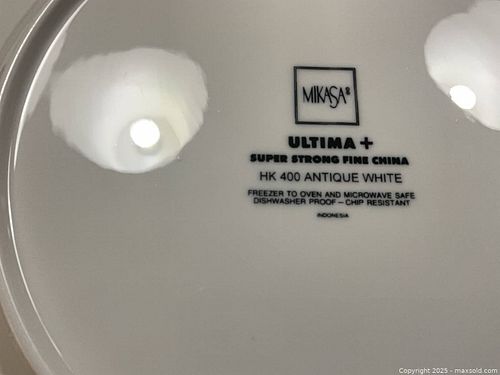 MIKASA®
ULTIMA +
SUPER STRONG FINE CHINA
HK 400 ANTIQUE WHITE
FREEZER TO OVEN AND MICROWAVE SAFE
DISHWASHER PROOF – CHIP RESISTANT
INDONESIA
Copyright 2025 - maxsold.com